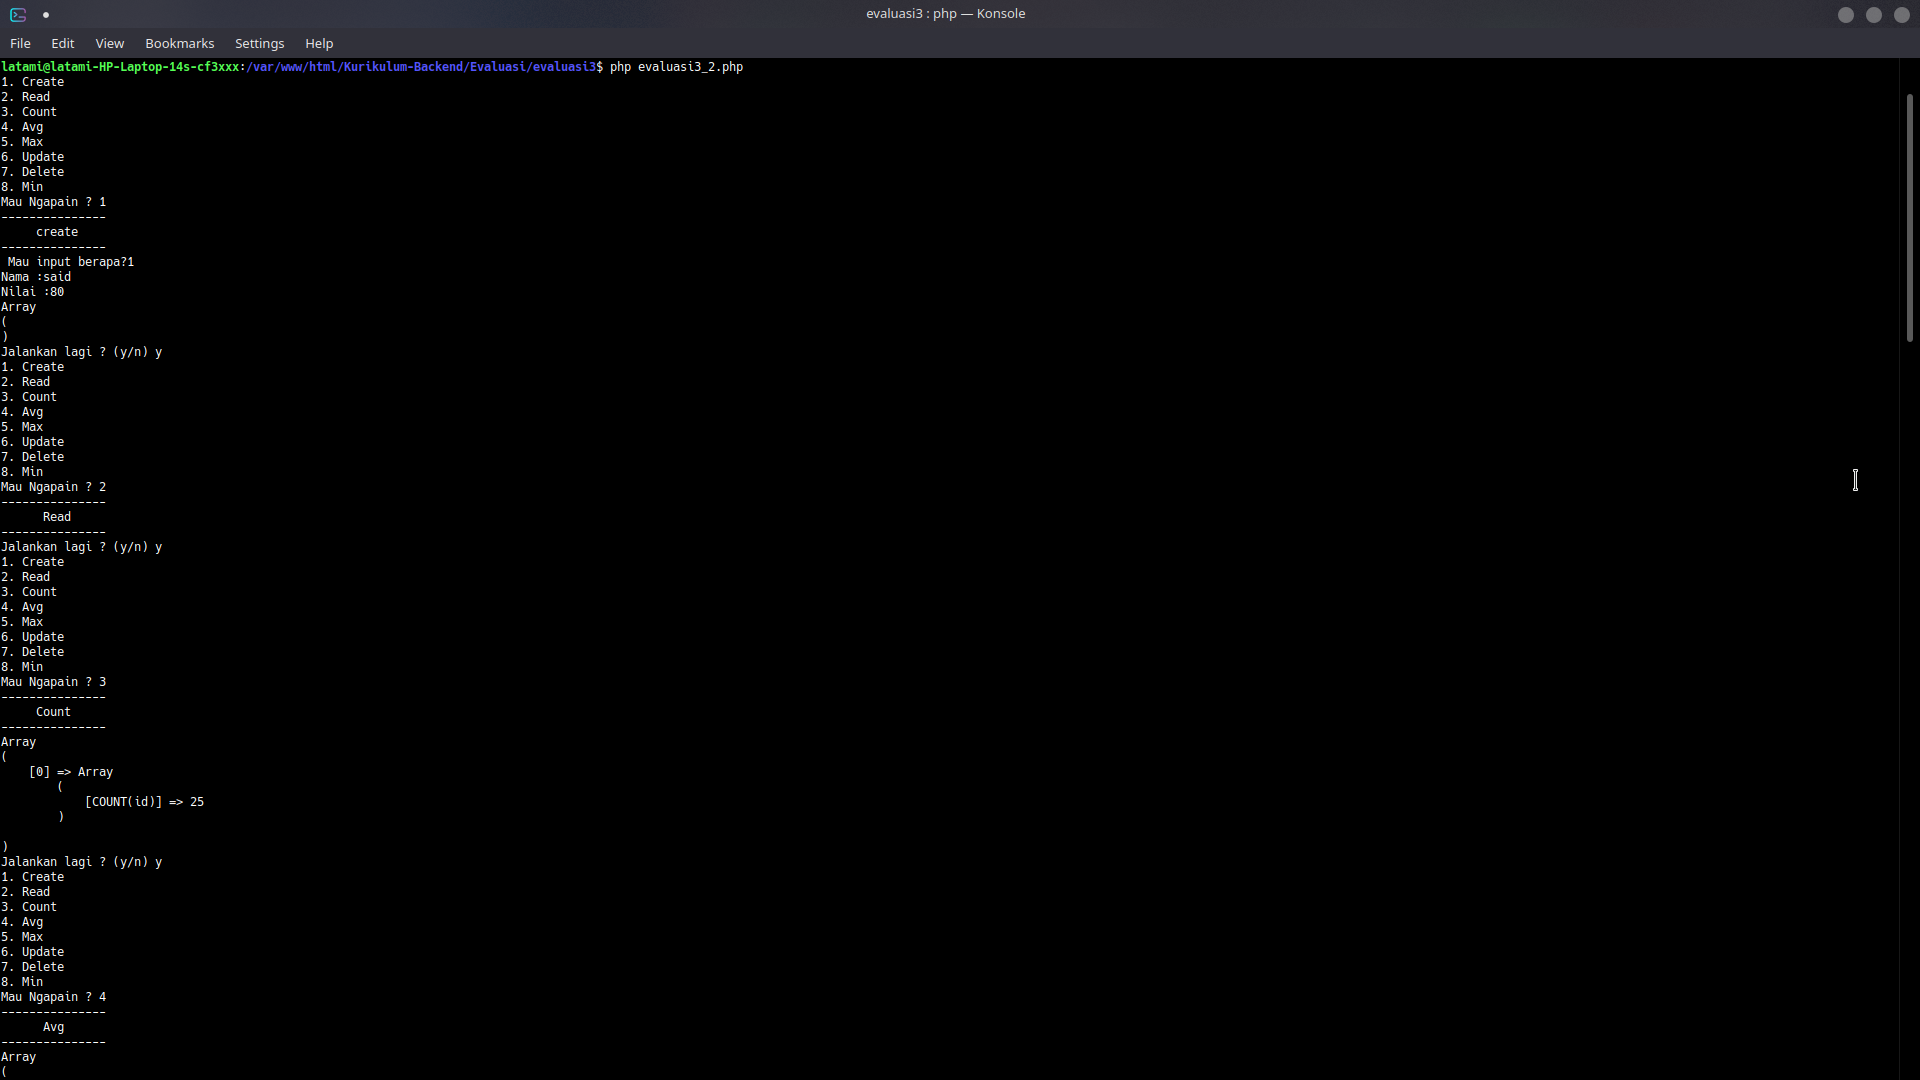 evaluasi3 : php — Konsole
File Edit View Bookmarks Settings Help
latami@latami-HP-Laptop-14s-cf3xxx:/var/www/html/Kurikulum-Backend/Evaluasi/evaluasi3$ php evaluasi3_2.php
1. Create
2. Read
3. Count
4. Avg
5. Max
6. Update
7. Delete
8. Min
Mau Ngapain ? 1
---------------
     create
---------------
 Mau input berapa?1
Nama :said
Nilai :80
Array
(
)
Jalankan lagi ? (y/n) y
1. Create
2. Read
3. Count
4. Avg
5. Max
6. Update
7. Delete
8. Min
Mau Ngapain ? 2
---------------
      Read
---------------
Jalankan lagi ? (y/n) y
1. Create
2. Read
3. Count
4. Avg
5. Max
6. Update
7. Delete
8. Min
Mau Ngapain ? 3
---------------
     Count
---------------
Array
(
    [0] => Array
        (
            [COUNT(id)] => 25
        )

)
Jalankan lagi ? (y/n) y
1. Create
2. Read
3. Count
4. Avg
5. Max
6. Update
7. Delete
8. Min
Mau Ngapain ? 4
---------------
      Avg
---------------
Array
(